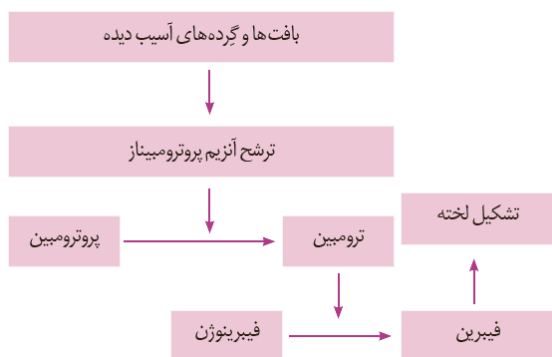 بافت‌ها و گِرده‌های آسیب دیده
ترشح آنزیم پروترومبیناز
تشکیل لخته
ترومبین
پروترومبین
فیبرین
فیبرینوژن